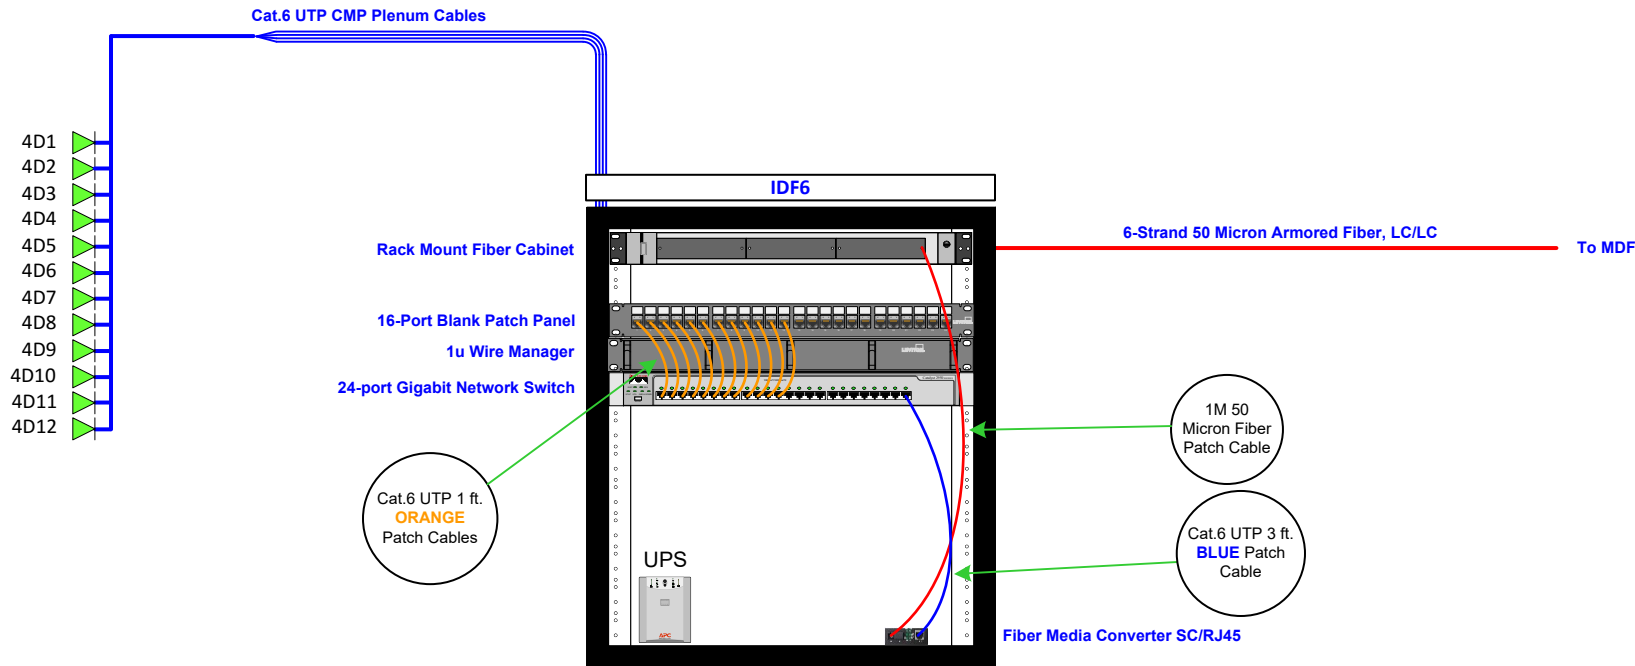 Cat.6 UTP CMP Plenum Cables
4D1
4D2
4D3
4D4
4D5
4D6
4D7
4D8
4D9
4D10
4D11
4D12
IDF6
Rack Mount Fiber Cabinet
6-Strand 50 Micron Armored Fiber, LC/LC
To MDF
16-Port Blank Patch Panel
1u Wire Manager
24-port Gigabit Network Switch
1M 50
Micron Fiber
Patch Cable
Cat.6 UTP 1 ft.
ORANGE
Patch Cables
Cat.6 UTP 3 ft.
BLUE Patch
Cable
UPS
APC
Fiber Media Converter SC/RJ45